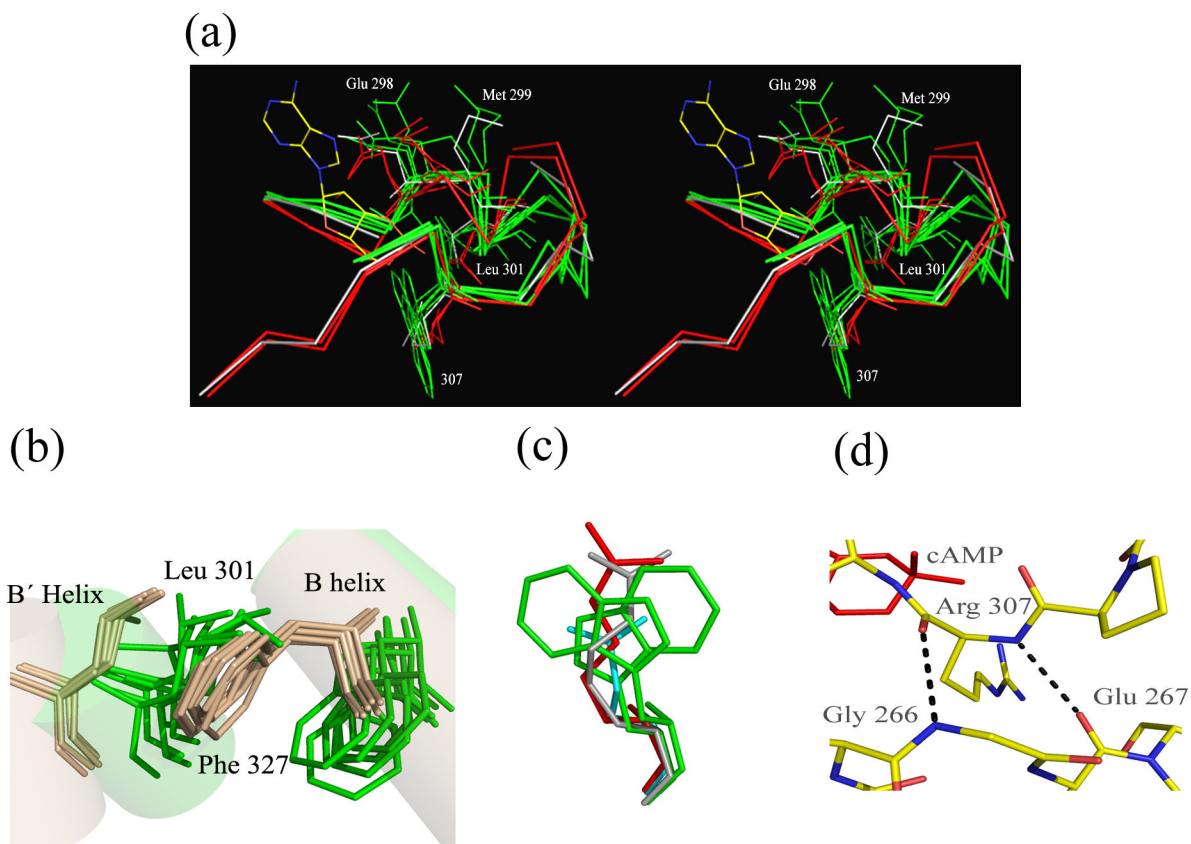 (a)
Glu 298
Met 299
Leu 301
307
Glu 298
Met 299
Leu 301
307
(b)
B´ Helix
Leu 301
B helix
Phe 327
(c)
(d)
cAMP
Arg 307
Gly 266
Glu 267